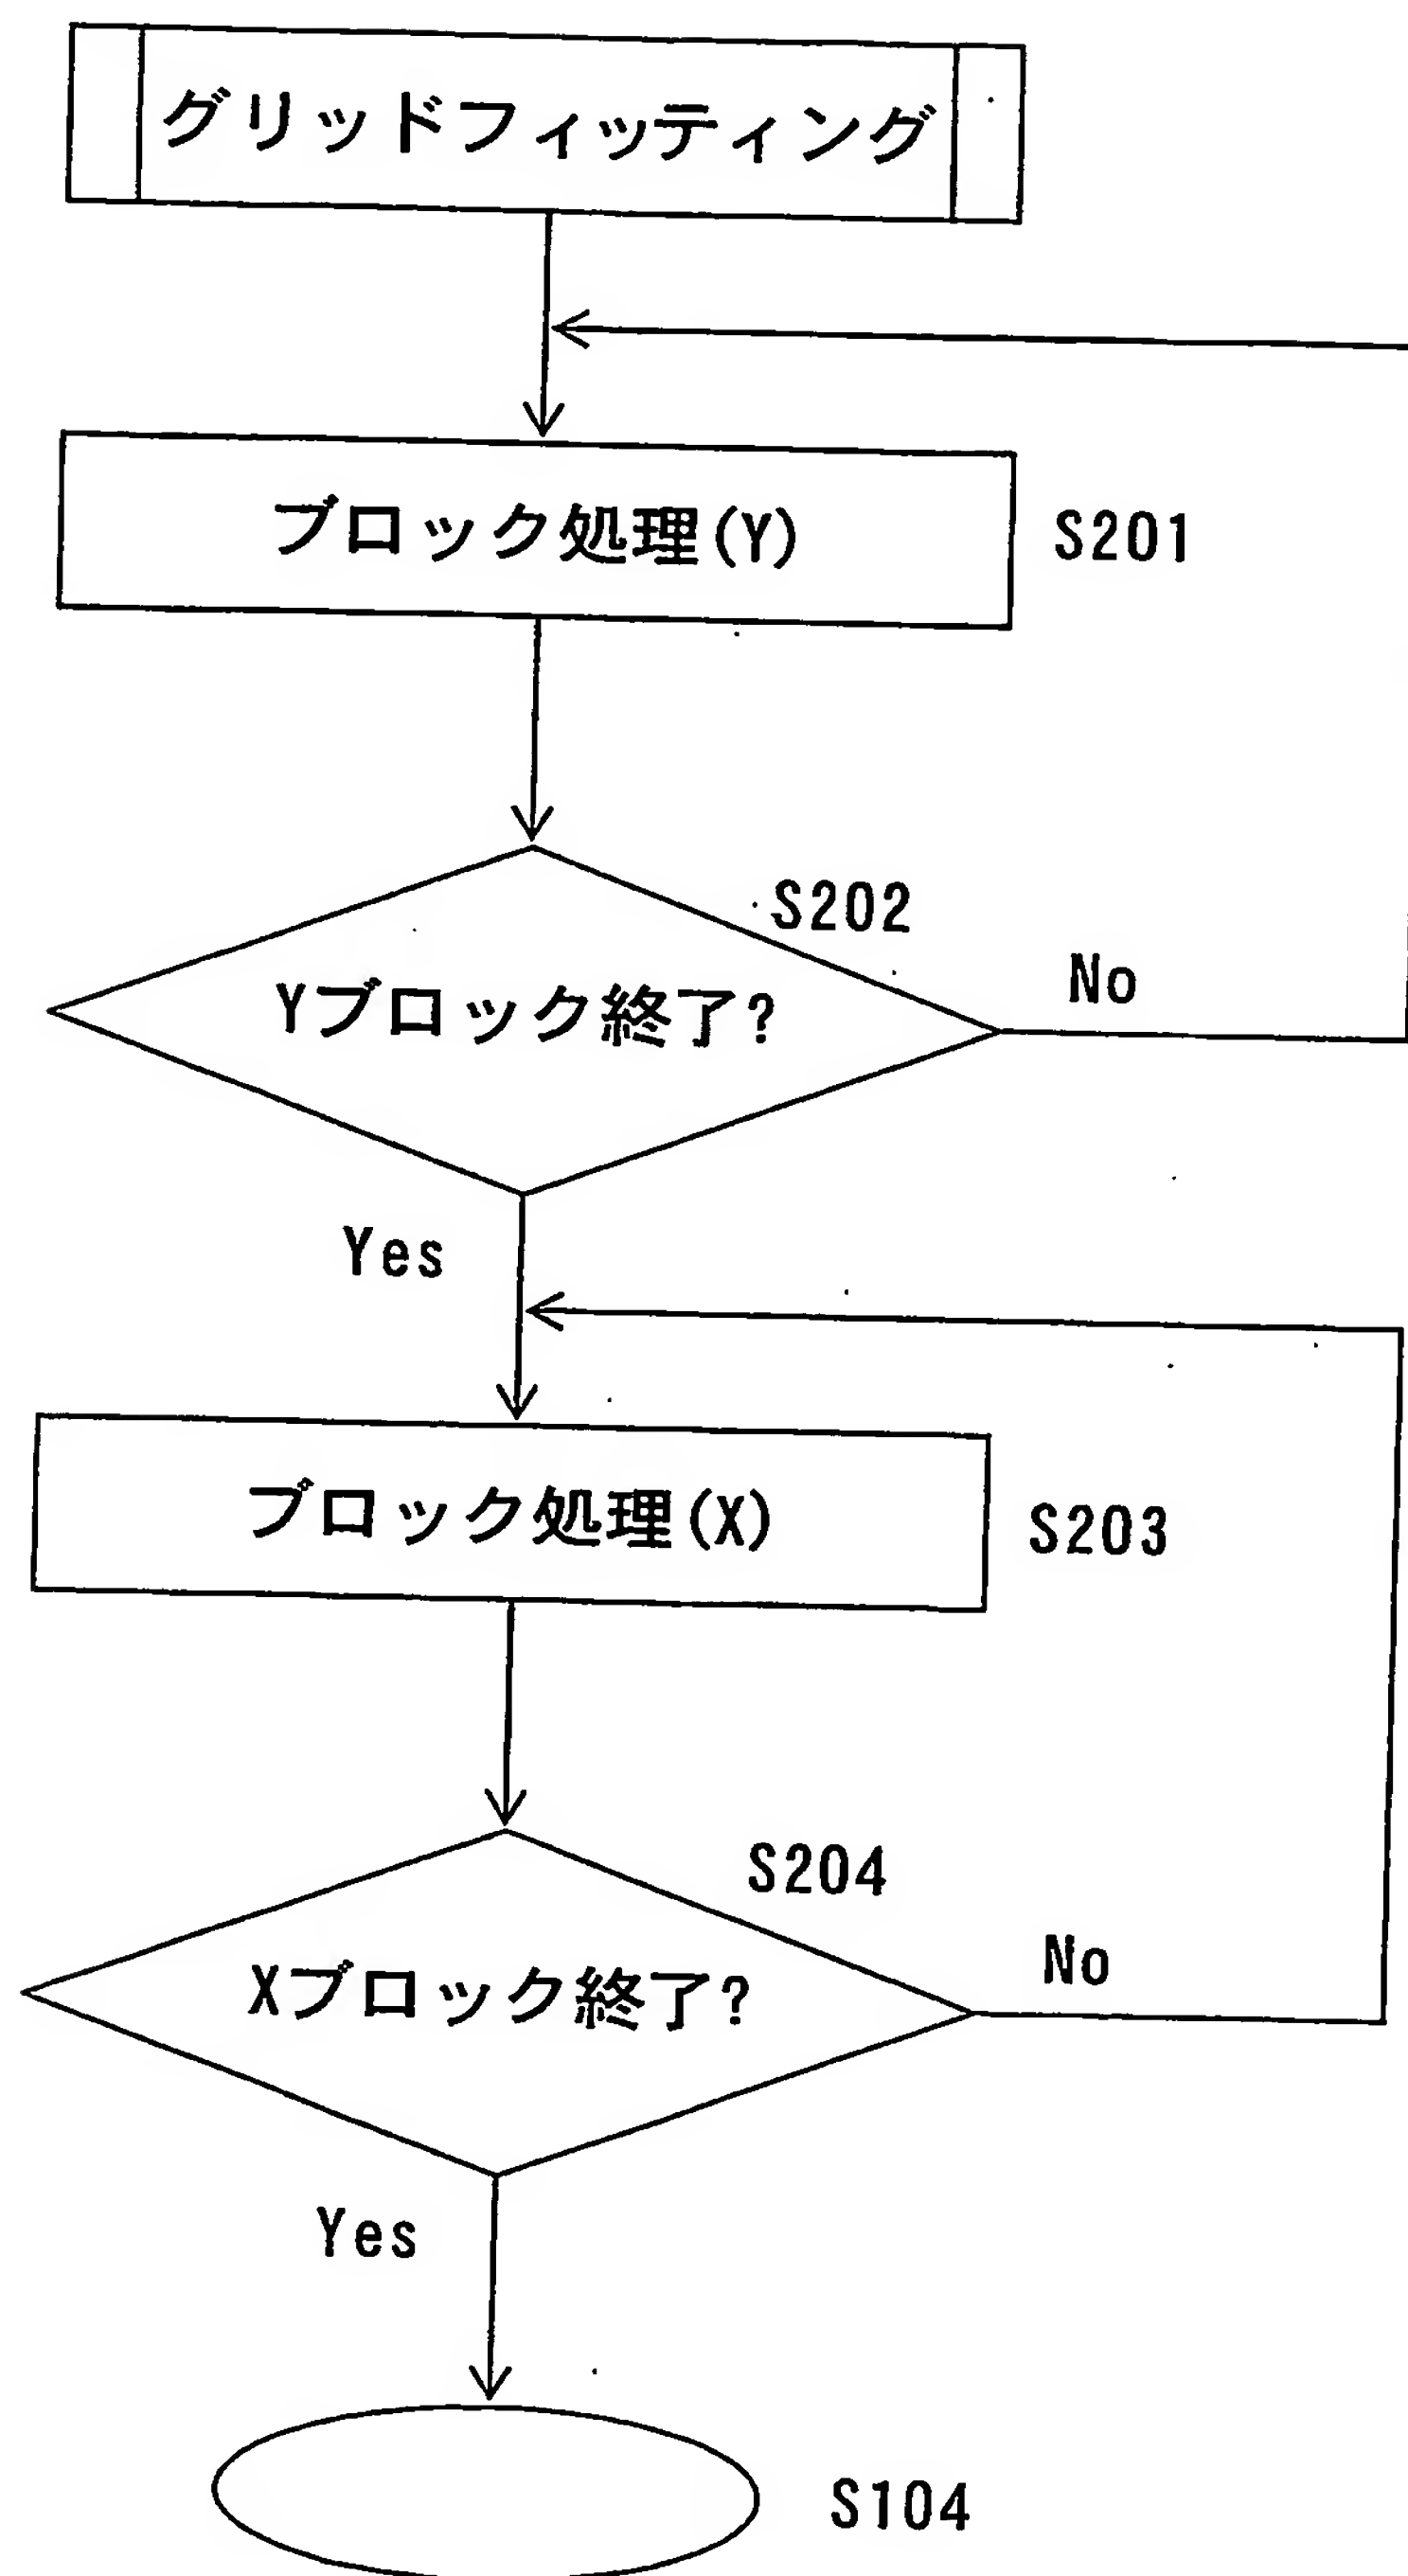 グリッドフィッティング
ブロック処理(Y)
S201
S202
Yブロック終了?
No
Yes
ブロック処理(X)
S203
S204
Xブロック終了?
No
Yes
S104